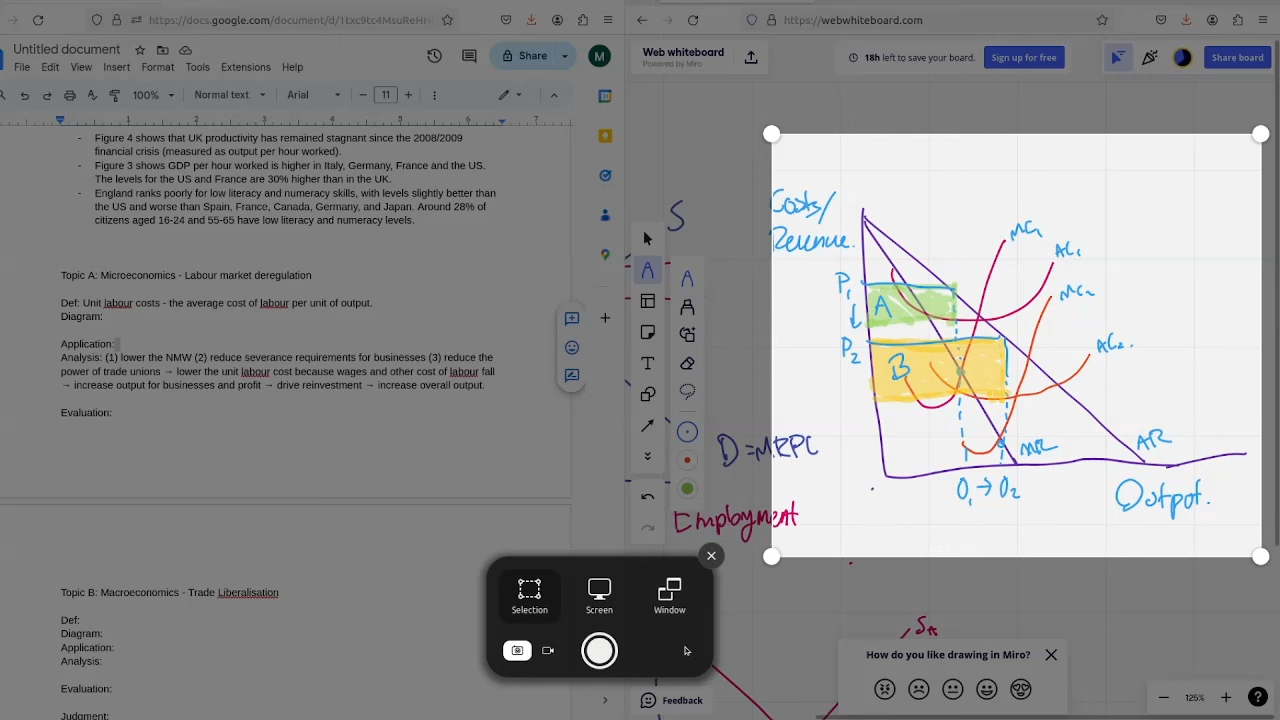 https://docs.google.com/document/d/1txc9tc4MsuReHH
Untitled document
Share
M
File Edit View Insert Format Tools Extensions Help
100% Normal text Arial 11
1 2 3 4 5 6 7
- Figure 4 shows that UK productivity has remained stagnant since the 2008/2009
financial crisis (measured as output per hour worked).
- Figure 3 shows GDP per hour worked is higher in Italy, Germany, France and the US.
The levels for the US and France are 30% higher than in the UK.
- England ranks poorly for low literacy and numeracy skills, with levels slightly better than
the US and worse than Spain, France, Canada, Germany, and Japan. Around 28% of
citizens aged 16-24 and 55-65 have low literacy and numeracy levels.
Topic A: Microeconomics - Labour market deregulation
Def: Unit labour costs - the average cost of labour per unit of output.
Diagram:
Application:
Analysis: (1) lower the NMW (2) reduce severance requirements for businesses (3) reduce the
power of trade unions → lower the unit labour cost because wages and other cost of labour fall
→ increase output for businesses and profit → drive reinvestment → increase overall output.
Evaluation:
Topic B: Macroeconomics - Trade Liberalisation
Def:
Diagram:
Application:
Analysis:
Evaluation:
Judgment:
https://webwhiteboard.com
Web whiteboard
Powered by Miro
18h left to save your board.
Sign up for free
Share board
S
Costs/
Revenue.
MC1
AC1
P1
A
MC2
↓
P2
B
AC2.
D=MRPL
MR
AR
O1 → O2
Output.
Employment
Selection
Screen
Window
How do you like drawing in Miro?
Feedback
125%